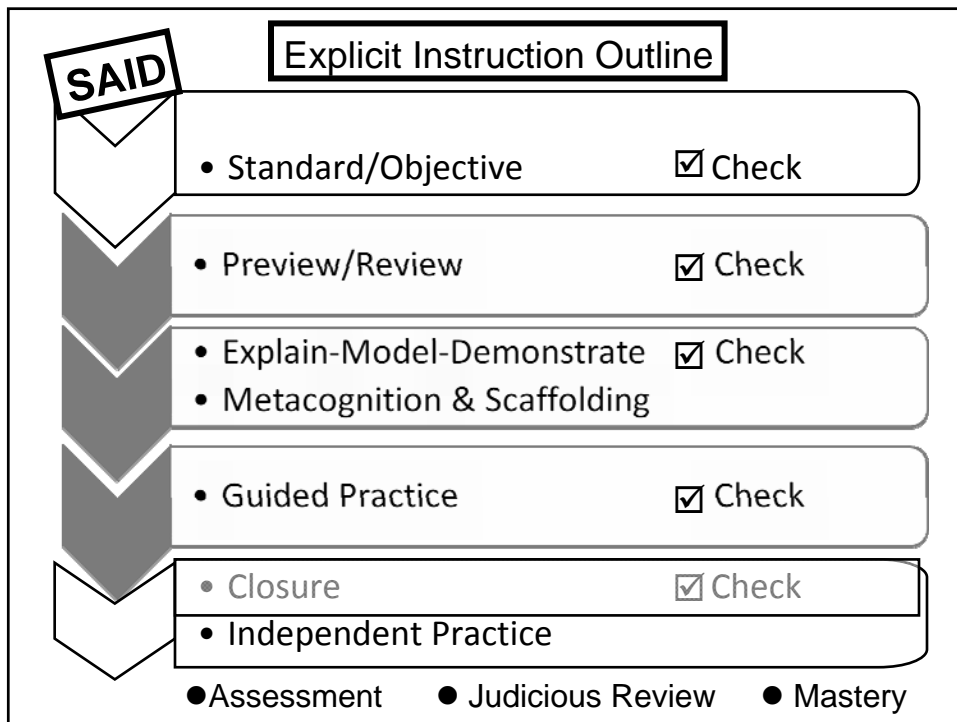 SAID
Explicit Instruction Outline
• Standard/Objective ☑ Check
• Preview/Review ☑ Check
• Explain-Model-Demonstrate ☑ Check
• Metacognition & Scaffolding
• Guided Practice ☑ Check
• Closure ☑ Check
• Independent Practice
●Assessment ● Judicious Review ● Mastery